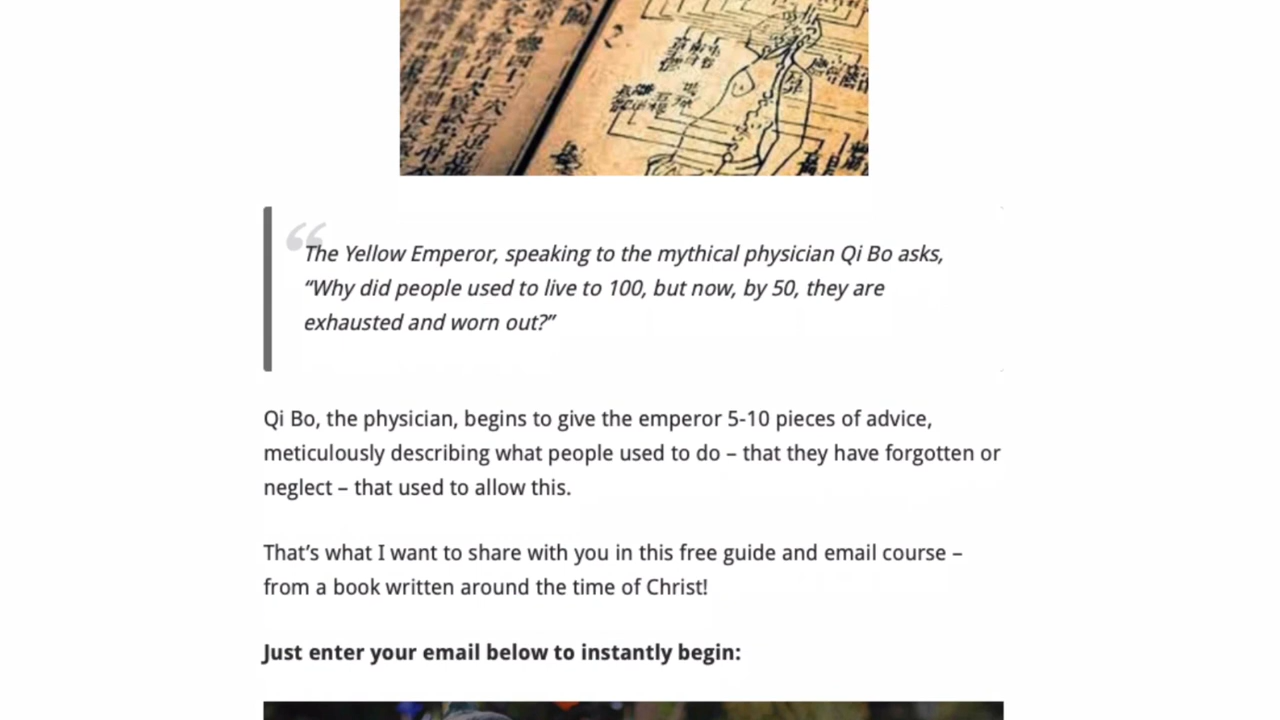 The Yellow Emperor, speaking to the mythical physician Qi Bo asks,
“Why did people used to live to 100, but now, by 50, they are
exhausted and worn out?”
Qi Bo, the physician, begins to give the emperor 5-10 pieces of advice,
meticulously describing what people used to do – that they have forgotten or
neglect – that used to allow this.
That’s what I want to share with you in this free guide and email course –
from a book written around the time of Christ!
Just enter your email below to instantly begin: